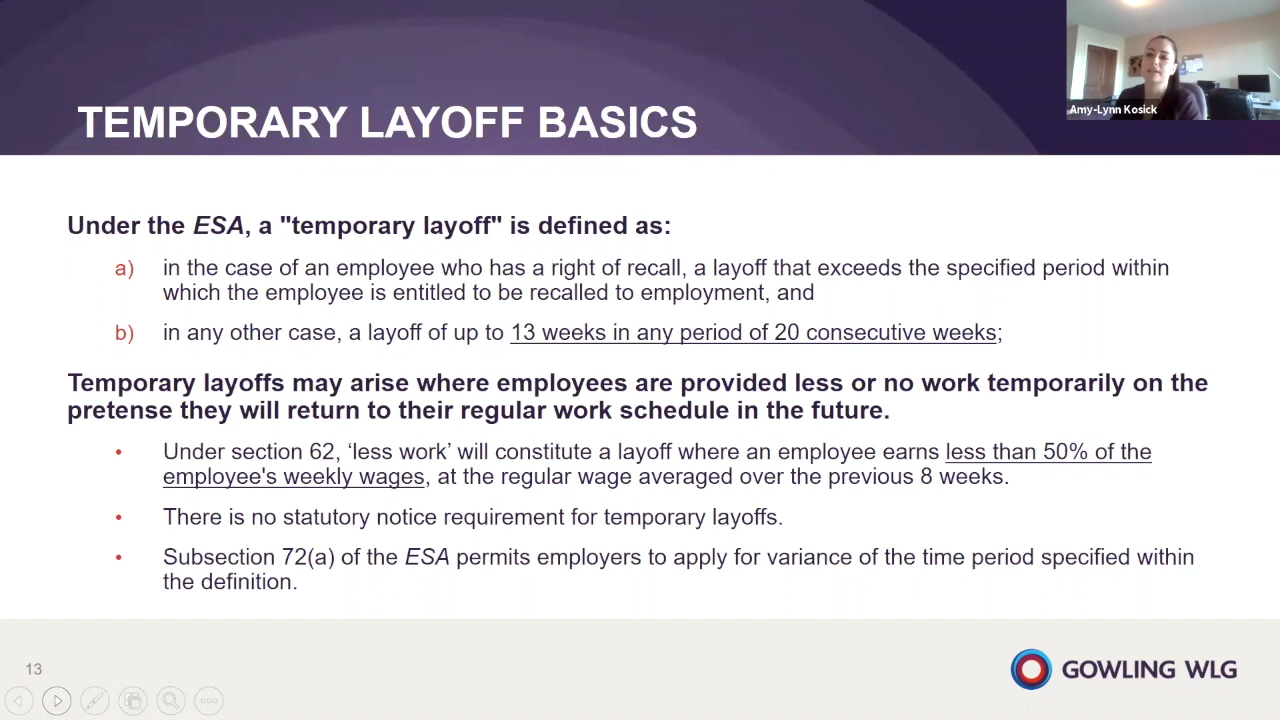 Amy-Lynn Kosick
TEMPORARY LAYOFF BASICS
Under the ESA, a "temporary layoff" is defined as:
a) in the case of an employee who has a right of recall, a layoff that exceeds the specified period within
which the employee is entitled to be recalled to employment, and
b) in any other case, a layoff of up to 13 weeks in any period of 20 consecutive weeks;
Temporary layoffs may arise where employees are provided less or no work temporarily on the
pretense they will return to their regular work schedule in the future.
• Under section 62, ‘less work’ will constitute a layoff where an employee earns less than 50% of the
employee's weekly wages, at the regular wage averaged over the previous 8 weeks.
• There is no statutory notice requirement for temporary layoffs.
• Subsection 72(a) of the ESA permits employers to apply for variance of the time period specified within
the definition.
13
GOWLING WLG